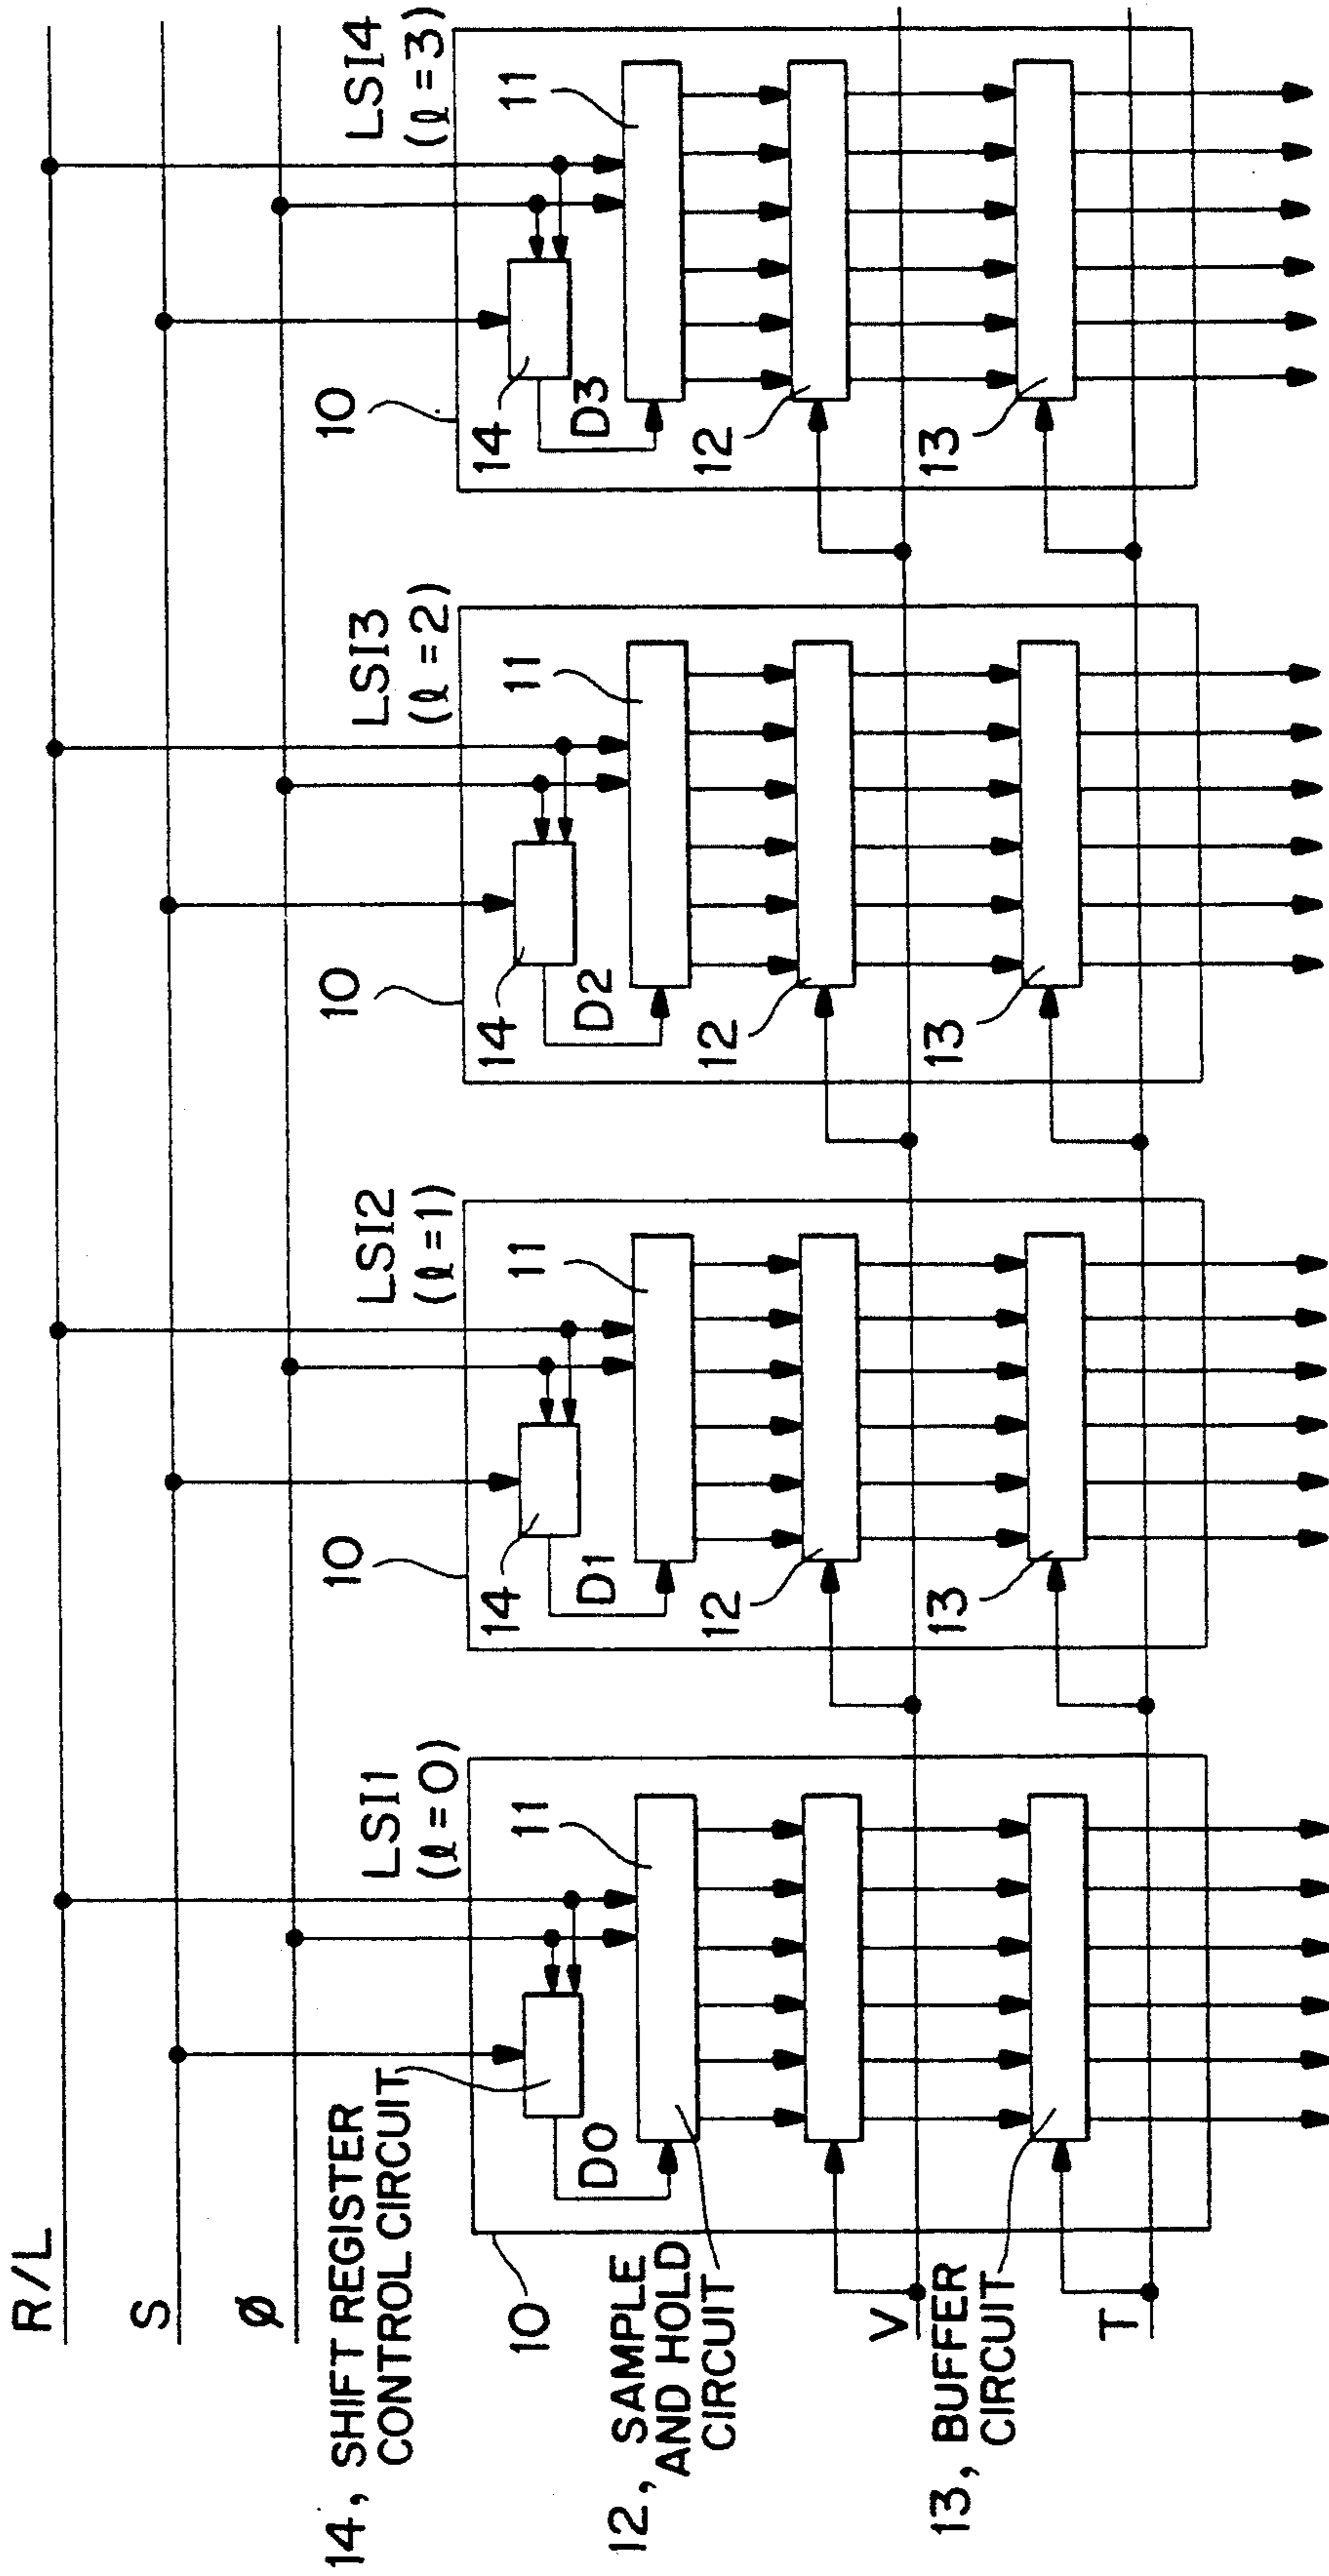 R/L
S
Ø
14, SHIFT REGISTER
CONTROL CIRCUIT
LSI1
(ℓ=0)
LSI2
(ℓ=1)
LSI3
(ℓ=2)
LSI4
(ℓ=3)
10
10
10
10
11
11
11
11
14
14
14
D0
D1
D2
D3
12, SAMPLE
AND HOLD
CIRCUIT
12
12
12
V
13, BUFFER
CIRCUIT
13
13
13
T